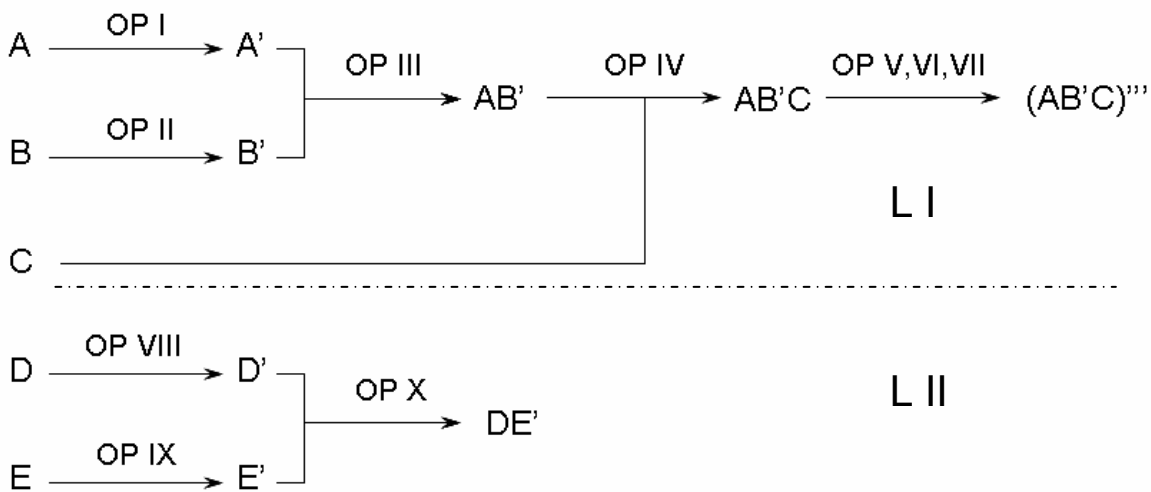 OP I
A A’
OP III OP IV OP V,VI,VII
AB’ AB’C (AB’C)’’’
OP II
B B’
L I
C
OP VIII
D D’
OP X L II
DE’
OP IX
E E’